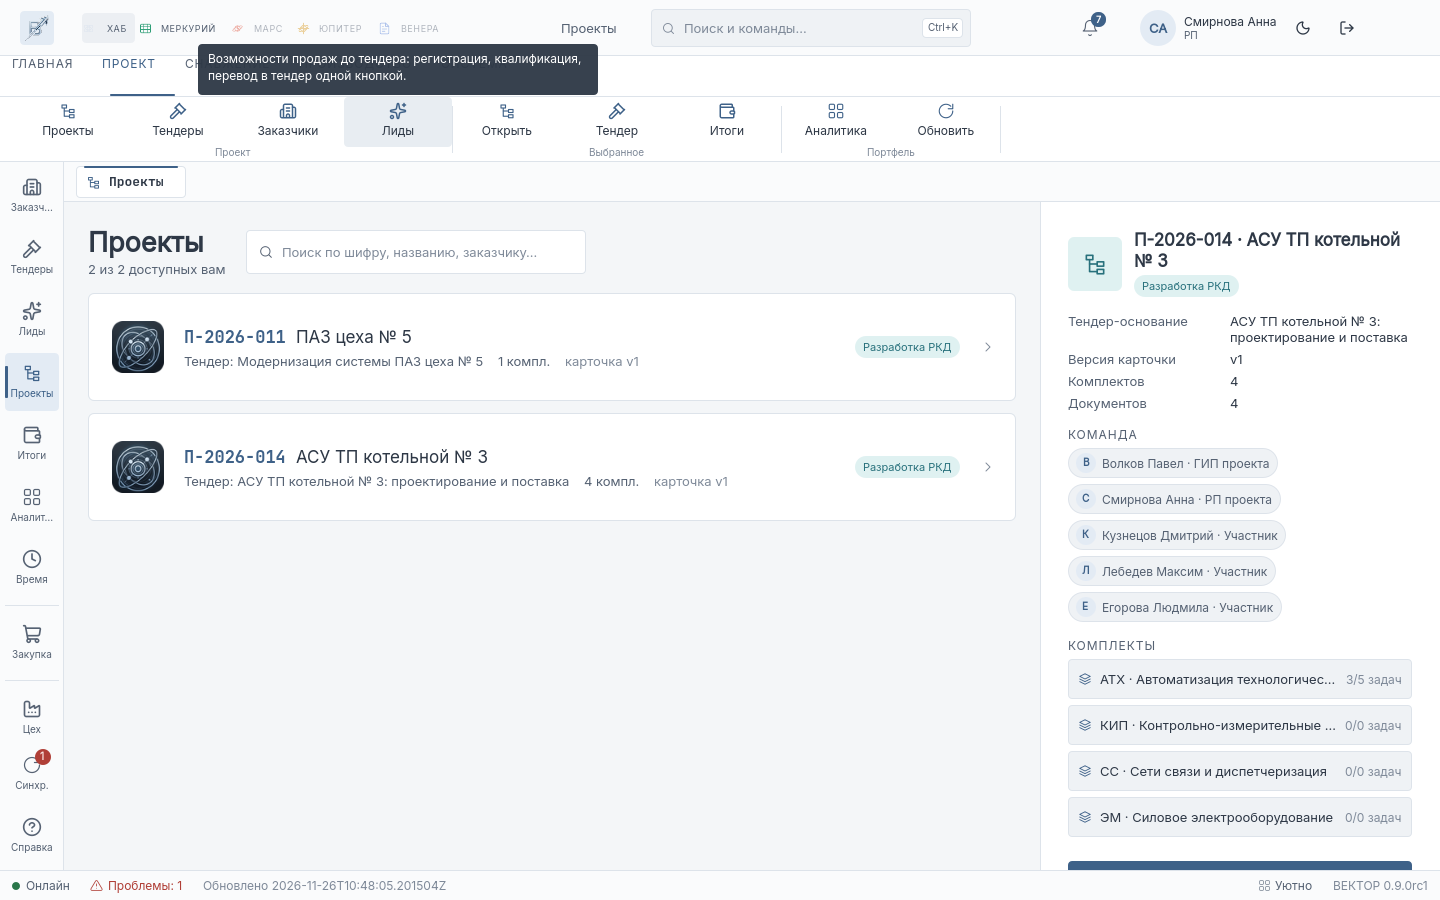 ХАБ МЕРКУРИЙ МАРС ЮПИТЕР ВЕНЕРА Проекты Поиск и команды... Ctrl+K 7 СА Смирнова Анна
РП
ГЛАВНАЯ ПРОЕКТ
Возможности продаж до тендера: регистрация, квалификация,
перевод в тендер одной кнопкой.
Проекты Тендеры Заказчики Лиды Открыть Тендер Итоги Аналитика Обновить
Проект Выбранное Портфель
Проекты
Заказч...
Тендеры
Лиды
Проекты
Итоги
Аналит...
Время
Закупка
Цех
1
Синхр.
Справка
Проекты
2 из 2 доступных вам
Поиск по шифру, названию, заказчику...
П-2026-011 ПАЗ цеха № 5
Тендер: Модернизация системы ПАЗ цеха № 5 1 компл. карточка v1
Разработка РКД
П-2026-014 АСУ ТП котельной № 3
Тендер: АСУ ТП котельной № 3: проектирование и поставка 4 компл. карточка v1
Разработка РКД
П-2026-014 · АСУ ТП котельной
№ 3
Разработка РКД
Тендер-основание АСУ ТП котельной № 3:
проектирование и поставка
Версия карточки v1
Комплектов 4
Документов 4
КОМАНДА
В Волков Павел · ГИП проекта
С Смирнова Анна · РП проекта
К Кузнецов Дмитрий · Участник
Л Лебедев Максим · Участник
Е Егорова Людмила · Участник
КОМПЛЕКТЫ
АТХ · Автоматизация технологичес... 3/5 задач
КИП · Контрольно-измерительные ... 0/0 задач
СС · Сети связи и диспетчеризация 0/0 задач
ЭМ · Силовое электрооборудование 0/0 задач
Онлайн Проблемы: 1 Обновлено 2026-11-26T10:48:05.201504Z Уютно ВЕКТОР 0.9.0rc1